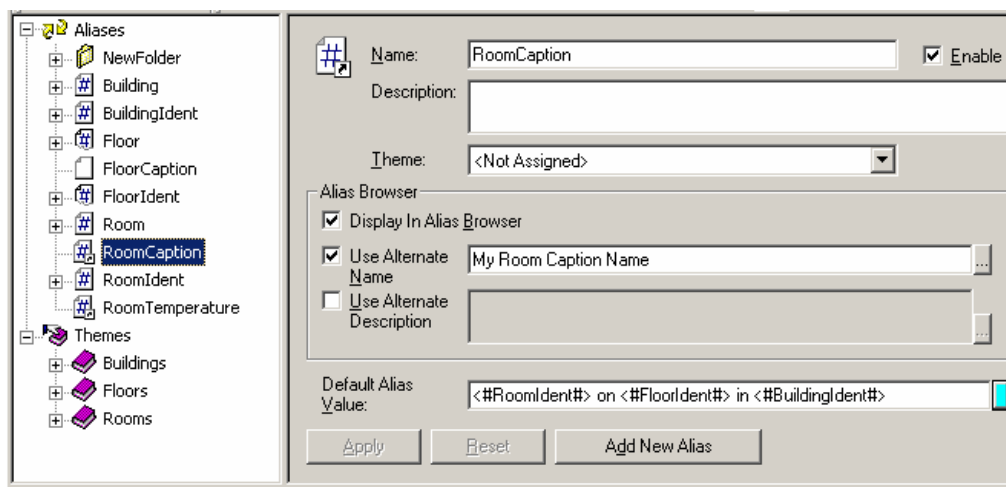 Aliases
NewFolder
Building
BuildingIdent
Floor
FloorCaption
FloorIdent
Room
RoomCaption
RoomIdent
RoomTemperature
Themes
Buildings
Floors
Rooms
Name: RoomCaption Enable
Description:
Theme: <Not Assigned>
Alias Browser
Display In Alias Browser
Use Alternate Name My Room Caption Name ...
Use Alternate Description ...
Default Alias Value: <#RoomIdent#> on <#FloorIdent#> in <#BuildingIdent#>
Apply Reset Add New Alias